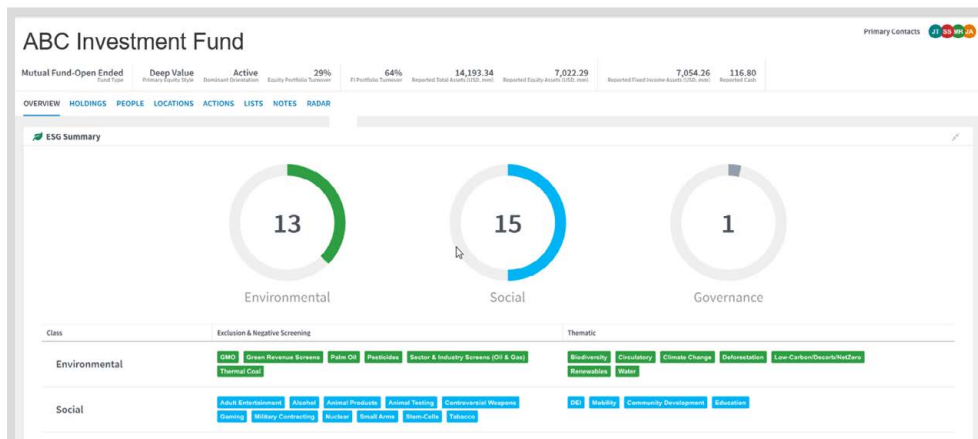 ABC Investment Fund
Primary Contacts JT SS MH JA
Mutual Fund-Open Ended Deep Value Active 29% 64% 14,193.34 7,022.29 7,054.26 116.80
Fund Type Primary Equity Style Dominant Orientation Equity Portfolio Turnover FI Portfolio Turnover Reported Total Assets (USD, mm) Reported Equity Assets (USD, mm) Reported Fixed Income Assets (USD, mm) Reported Cash
OVERVIEW HOLDINGS PEOPLE LOCATIONS ACTIONS LISTS NOTES RADAR
ESG Summary
13 15 1
Environmental Social Governance
Class Exclusion & Negative Screening Thematic
Environmental
GMO Green Revenue Screens Palm Oil Pesticides Sector & Industry Screens (Oil & Gas)
Thermal Coal
Biodiversity Circulatory Climate Change Deforestation Low-Carbon/Decarb/NetZero
Renewables Water
Social
Adult Entertainment Alcohol Animal Products Animal Testing Controversial Weapons
Gaming Military Contracting Nuclear Small Arms Stem-Cells Tobacco
DEI Mobility Community Development Education